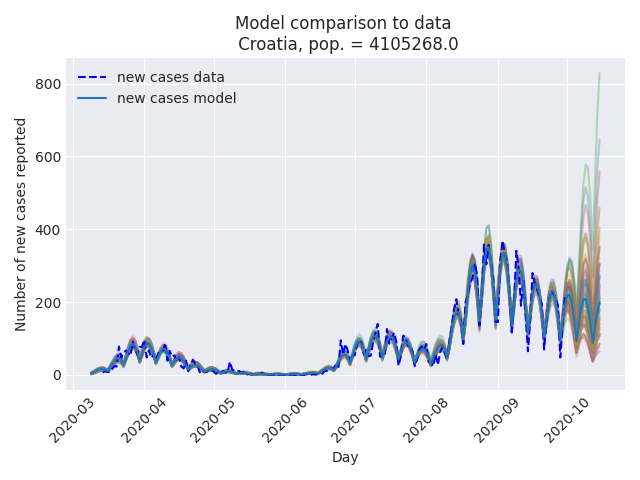 Model comparison to data
Croatia, pop. = 4105268.0
new cases data
new cases model
Number of new cases reported
800
600
400
200
0
2020-03
2020-04
2020-05
2020-06
2020-07
2020-08
2020-09
2020-10
Day